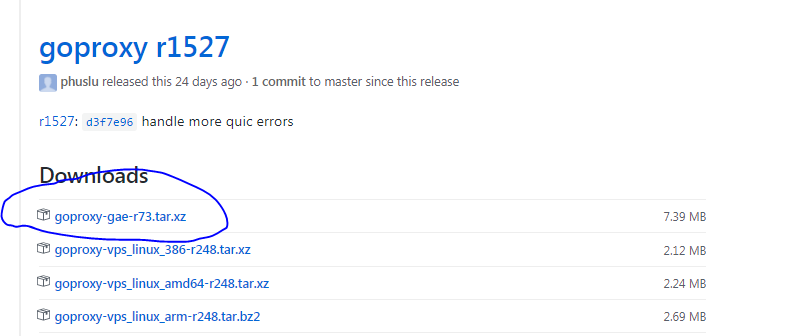 goproxy r1527
phuslu released this 24 days ago · 1 commit to master since this release
r1527: d3f7e96 handle more quic errors
Downloads
goproxy-gae-r73.tar.xz 7.39 MB
goproxy-vps_linux_386-r248.tar.xz 2.12 MB
goproxy-vps_linux_amd64-r248.tar.xz 2.24 MB
goproxy-vps_linux_arm-r248.tar.bz2 2.69 MB